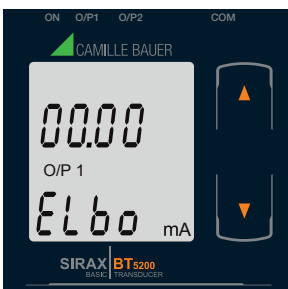 ON O/P1 O/P2 COM
CAMILLE BAUER
00.00
O/P 1
ELbo mA
SIRAX BT5200
BASIC TRANSDUCER